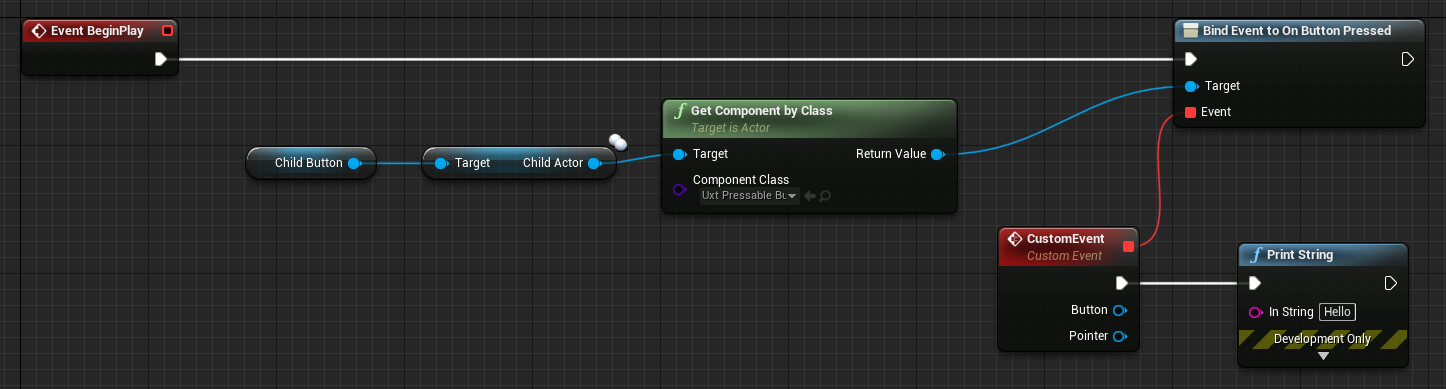 Event BeginPlay
Bind Event to On Button Pressed
Target
Event
Get Component by Class
Target is Actor
Target
Return Value
Component Class
Uxt Pressable Bu
Child Button
Target
Child Actor
CustomEvent
Custom Event
Button
Pointer
Print String
In String
Hello
Development Only